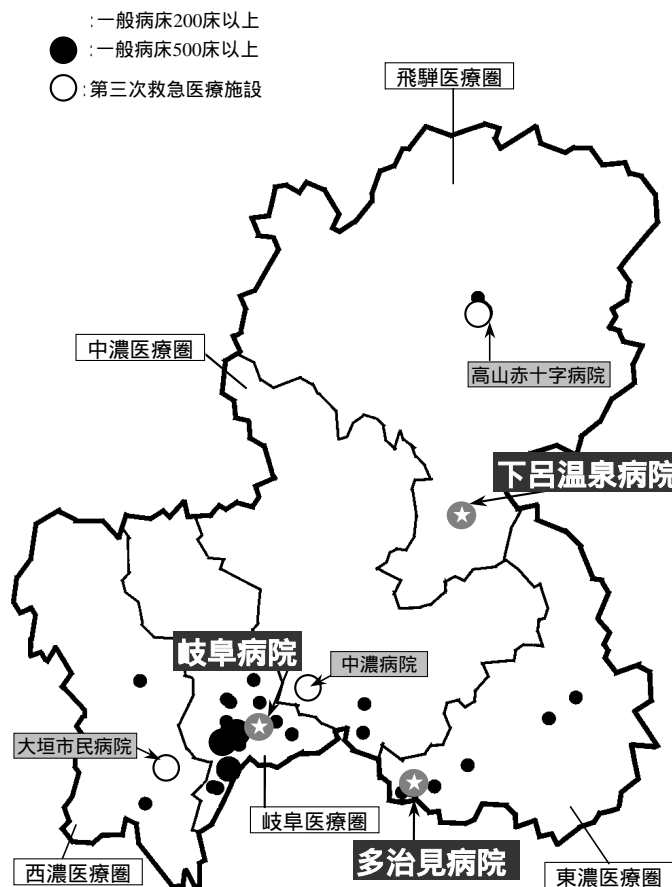 :一般病床200床以上
:一般病床500床以上
:第三次救急医療施設
飛騨医療圏
中濃医療圏
高山赤十字病院
下呂温泉病院
岐阜病院
中濃病院
大垣市民病院
岐阜医療圏
多治見病院
西濃医療圏
東濃医療圏